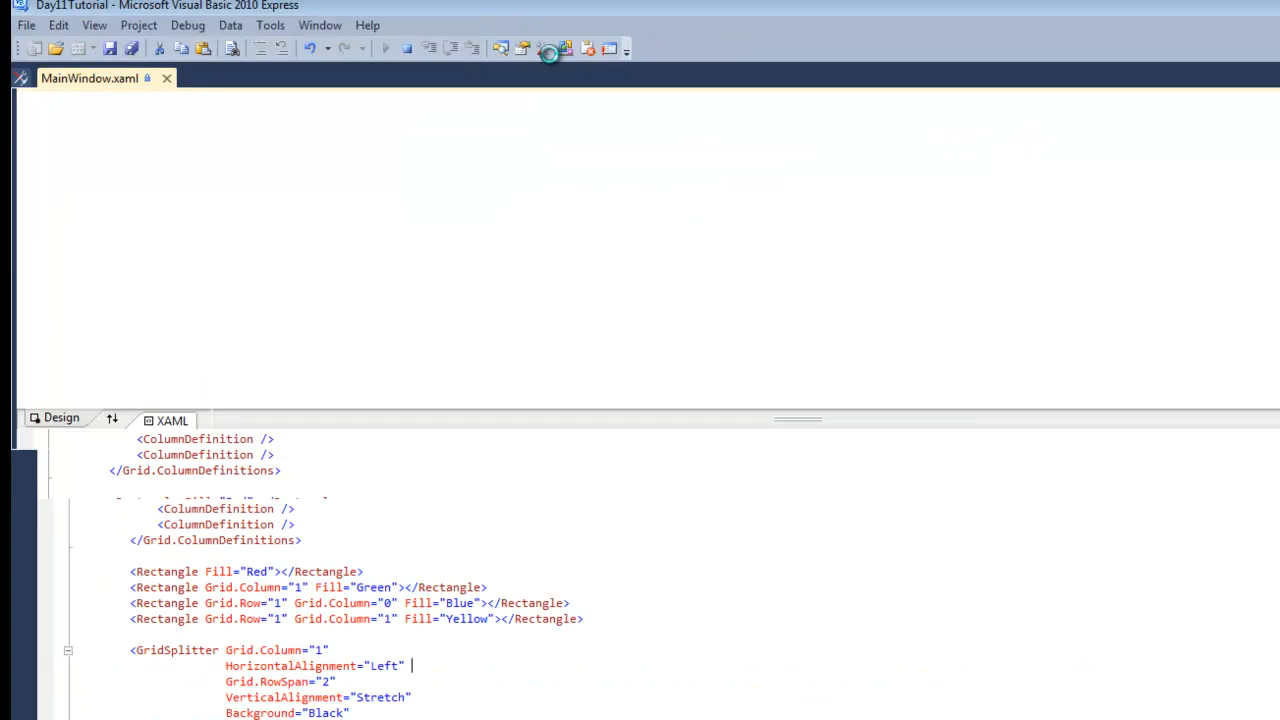 Day11Tutorial - Microsoft Visual Basic 2010 Express
File Edit View Project Debug Data Tools Window Help
MainWindow.xaml
Design XAML
<ColumnDefinition />
<ColumnDefinition />
</Grid.ColumnDefinitions>
<ColumnDefinition />
<ColumnDefinition />
</Grid.ColumnDefinitions>
<Rectangle Fill="Red"></Rectangle>
<Rectangle Grid.Column="1" Fill="Green"></Rectangle>
<Rectangle Grid.Row="1" Grid.Column="0" Fill="Blue"></Rectangle>
<Rectangle Grid.Row="1" Grid.Column="1" Fill="Yellow"></Rectangle>
<GridSplitter Grid.Column="1"
HorizontalAlignment="Left"
Grid.RowSpan="2"
VerticalAlignment="Stretch"
Background="Black"